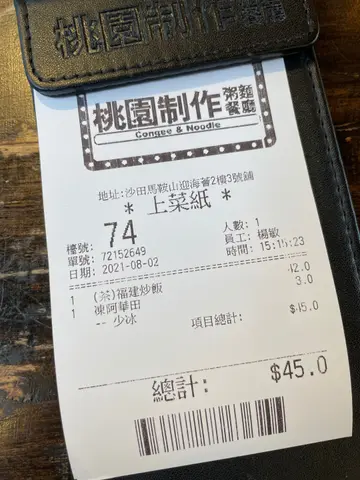 桃園制作餐廳
桃園制作 粥麵餐廳
Congee & Noodle
地址:沙田馬鞍山迎海薈2樓3號舖
* 上菜紙 *
檯號: 74 人數: 1
單號: 72152649 員工: 楊敏
日期: 2021-08-02 時間: 15:15:23
1 (茶)福建炒飯 42.0
1 凍阿華田 3.0
-- 少冰
項目總計: $45.0
總計: $45.0